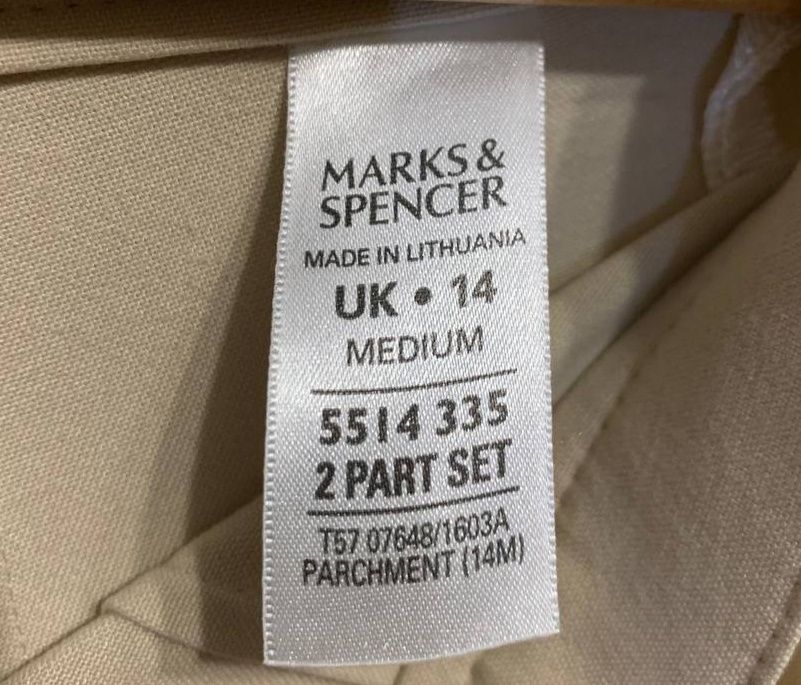 MARKS &
SPENCER
MADE IN LITHUANIA
UK • 14
MEDIUM
5514 335
2 PART SET
T57 07648/1603A
PARCHMENT (14M)